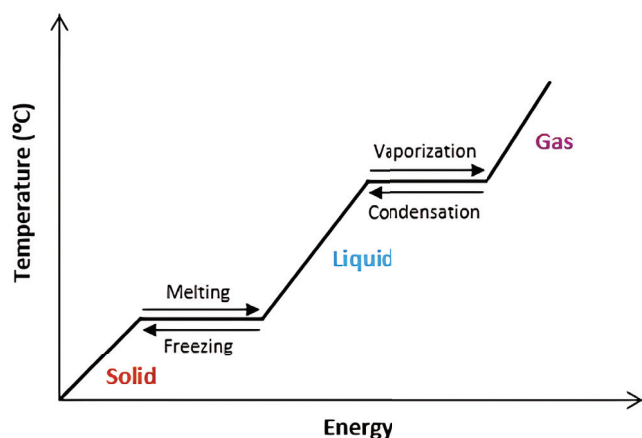 Temperature (ºC)
Vaporization
Gas
Condensation
Liquid
Melting
Freezing
Solid
Energy